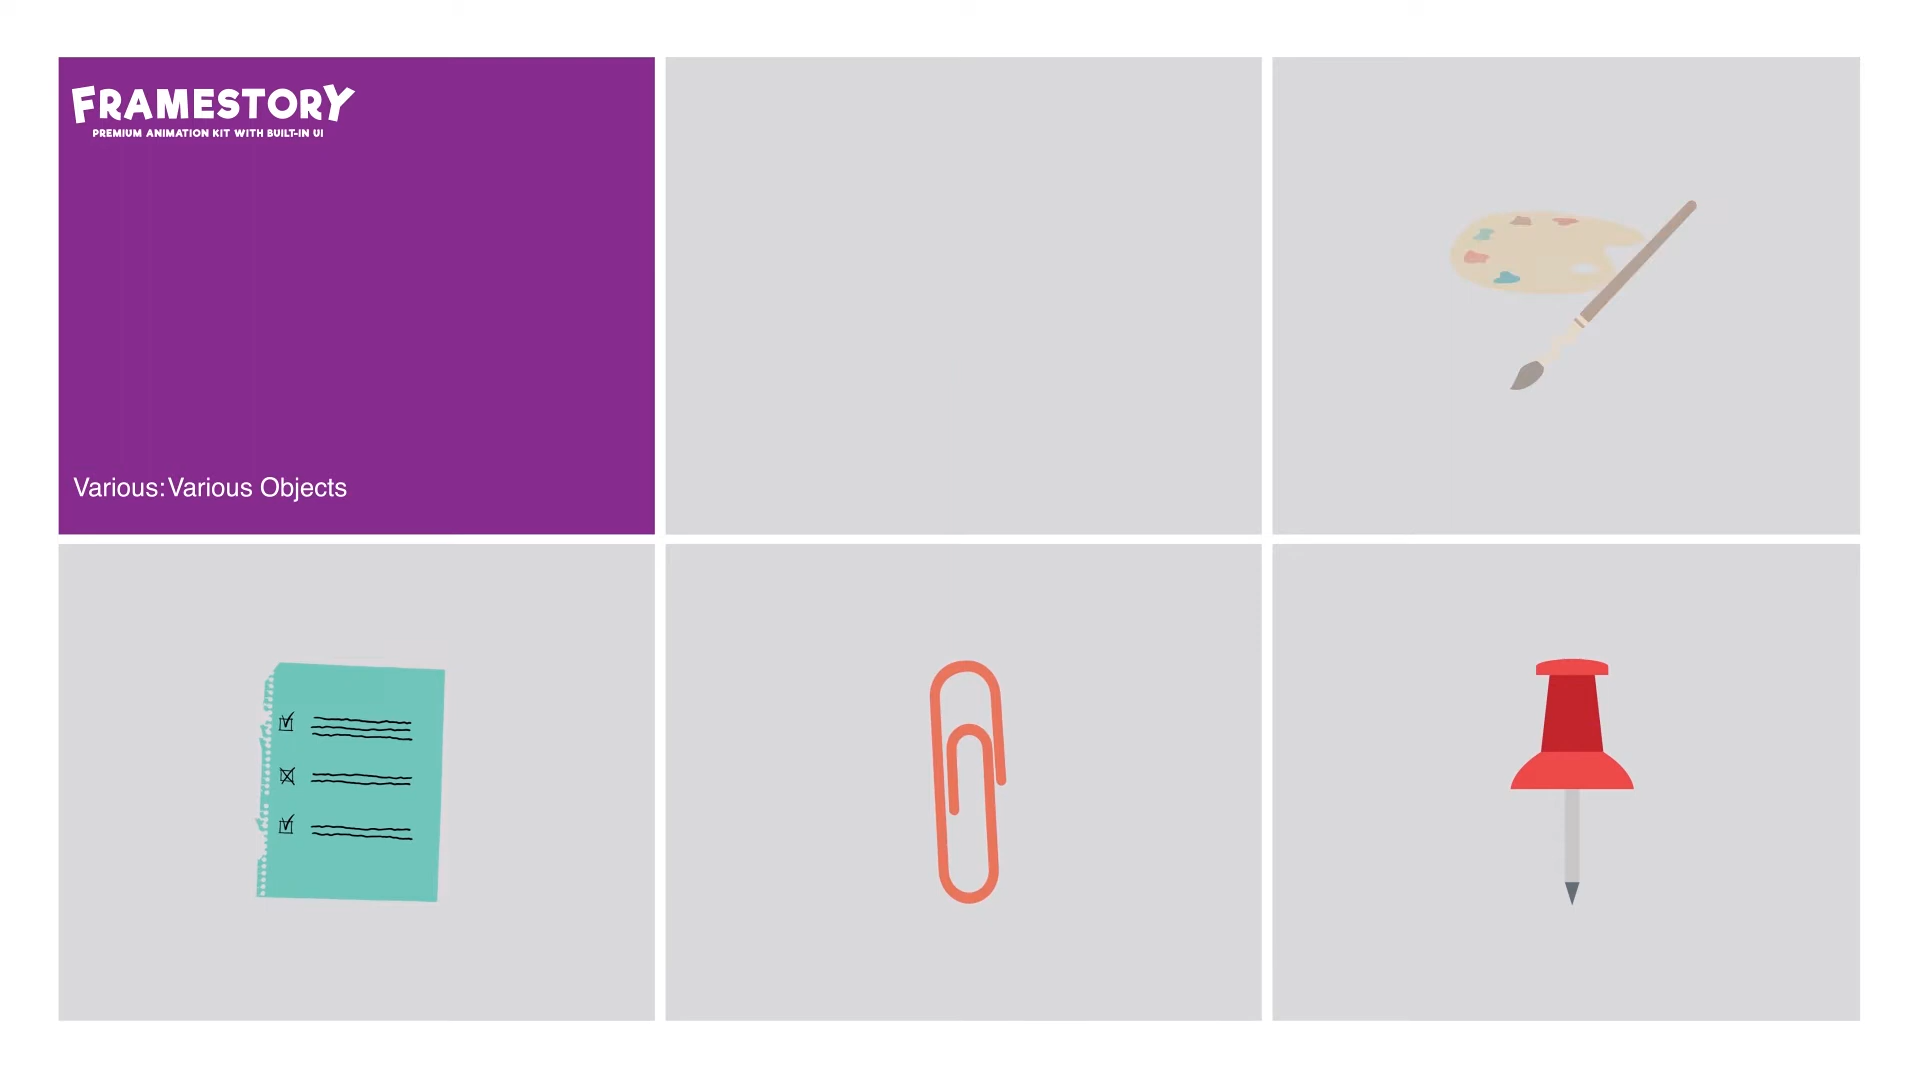 FRAMESTORY
PREMIUM ANIMATION KIT WITH BUILT-IN UI
Various: Various Objects